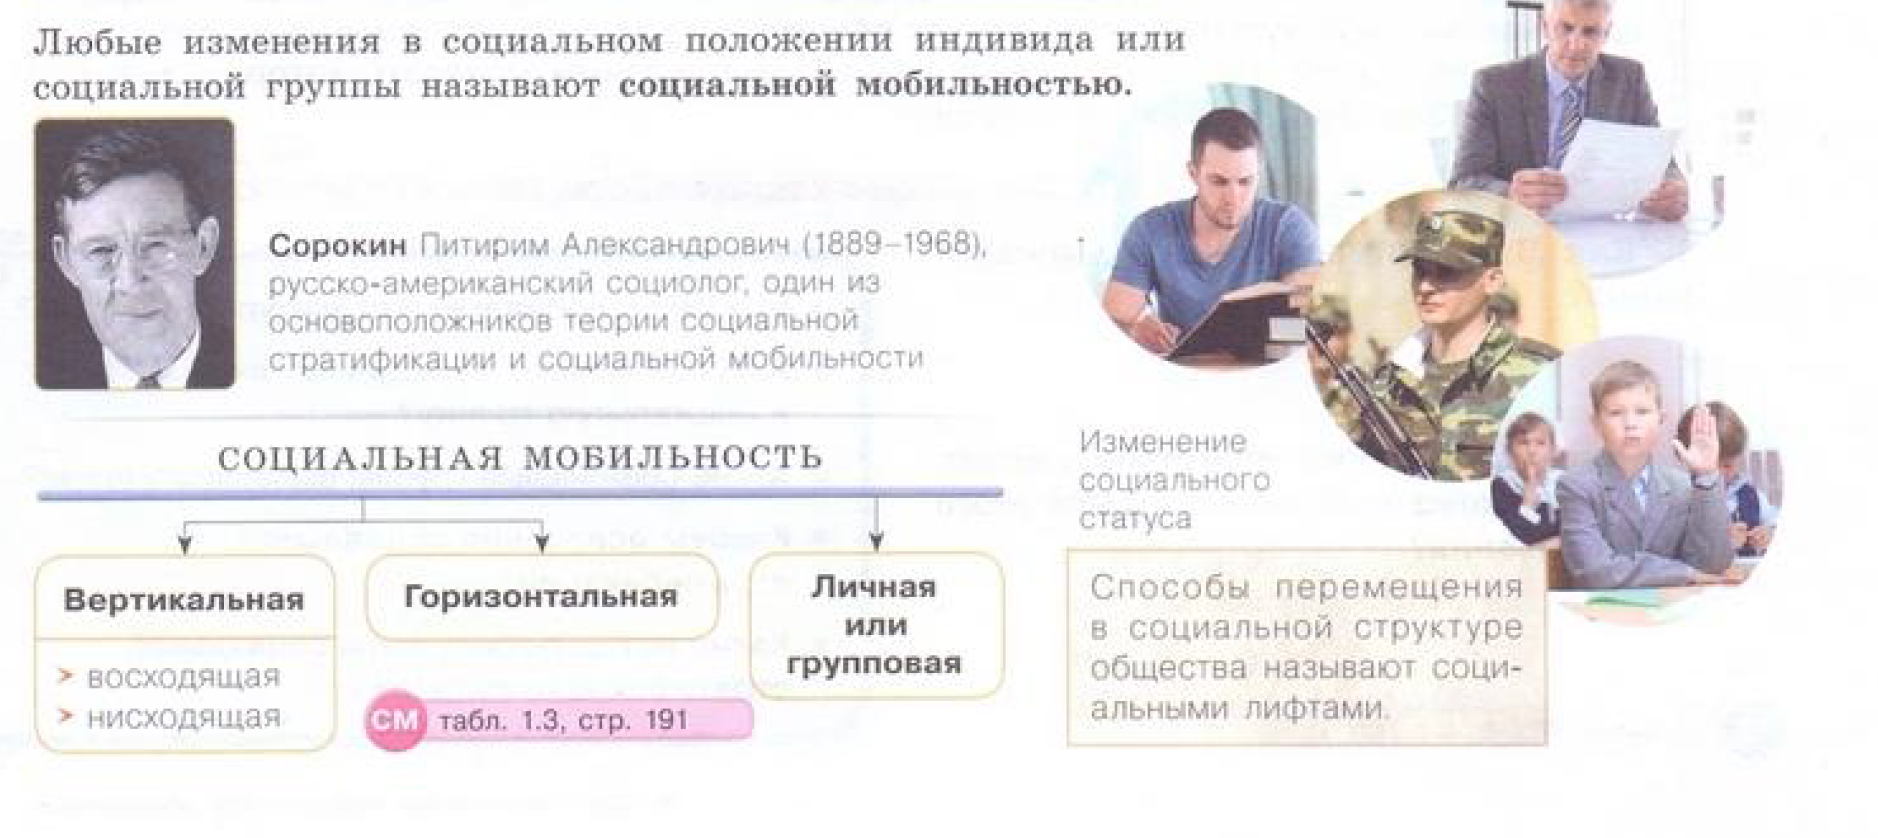 Любые изменения в социальном положении индивида или
социальной группы называют социальной мобильностью.
Сорокин Питирим Александрович (1889–1968),
русско-американский социолог, один из
основоположников теории социальной
стратификации и социальной мобильности
СОЦИАЛЬНАЯ МОБИЛЬНОСТЬ
Вертикальная
> восходящая
> нисходящая
Горизонтальная
Личная
или
групповая
СМ табл. 1.3, стр. 191
Изменение
социального
статуса
Способы перемещения
в социальной структуре
общества называют соци-
альными лифтами.